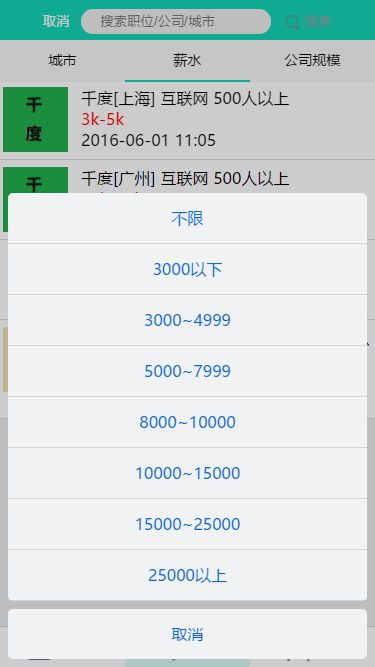 取消 搜索职位/公司/城市 搜索
城市 薪水 公司规模
千度
千度[上海] 互联网 500人以上
3k-5k
2016-06-01 11:05
千
千度[广州] 互联网 500人以上
不限
3000以下
3000~4999
5000~7999
8000~10000
10000~15000
15000~25000
25000以上
取消